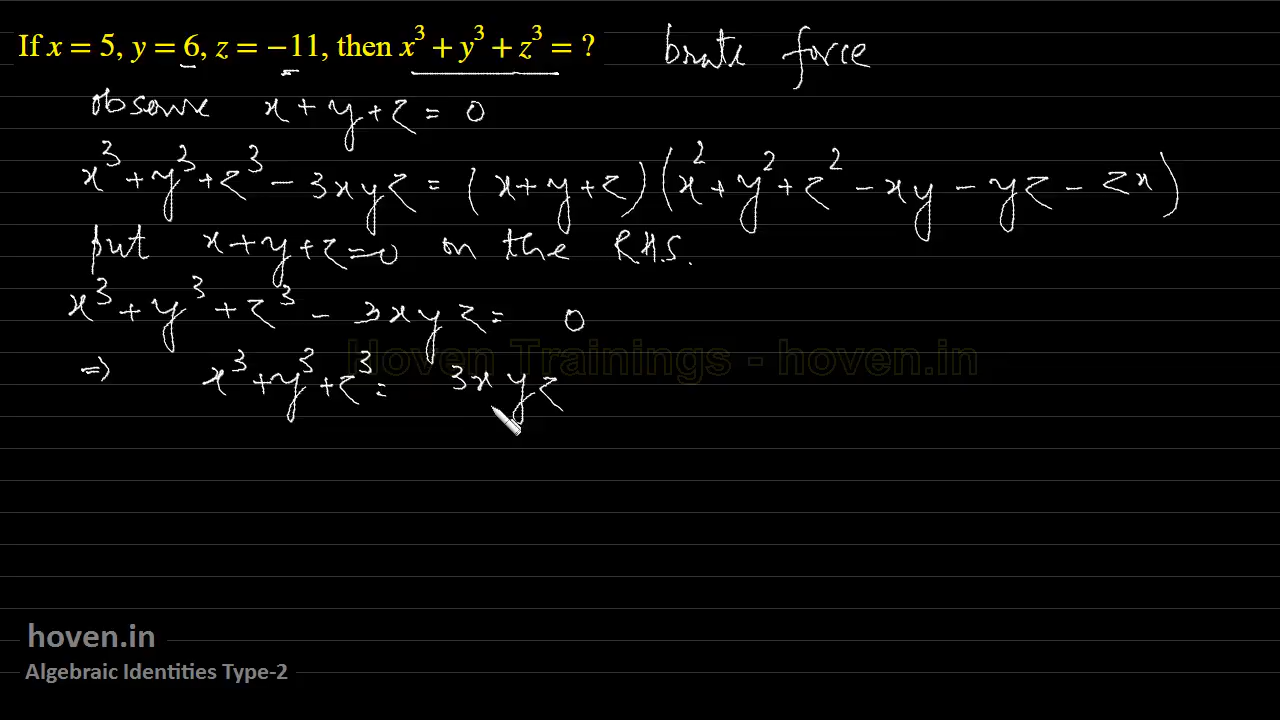 If x = 5, y = 6, z = −11, then x³ + y³ + z³ = ? brute force
observe x + y + z = 0
x³ + y³ + z³ − 3xyz = (x + y + z)(x² + y² + z² − xy − yz − zx)
put x + y + z = 0 on the R.H.S.
x³ + y³ + z³ − 3xyz = 0
⇒ x³ + y³ + z³ = 3xyz
Hoven Trainings - hoven.in
hoven.in
Algebraic Identities Type-2